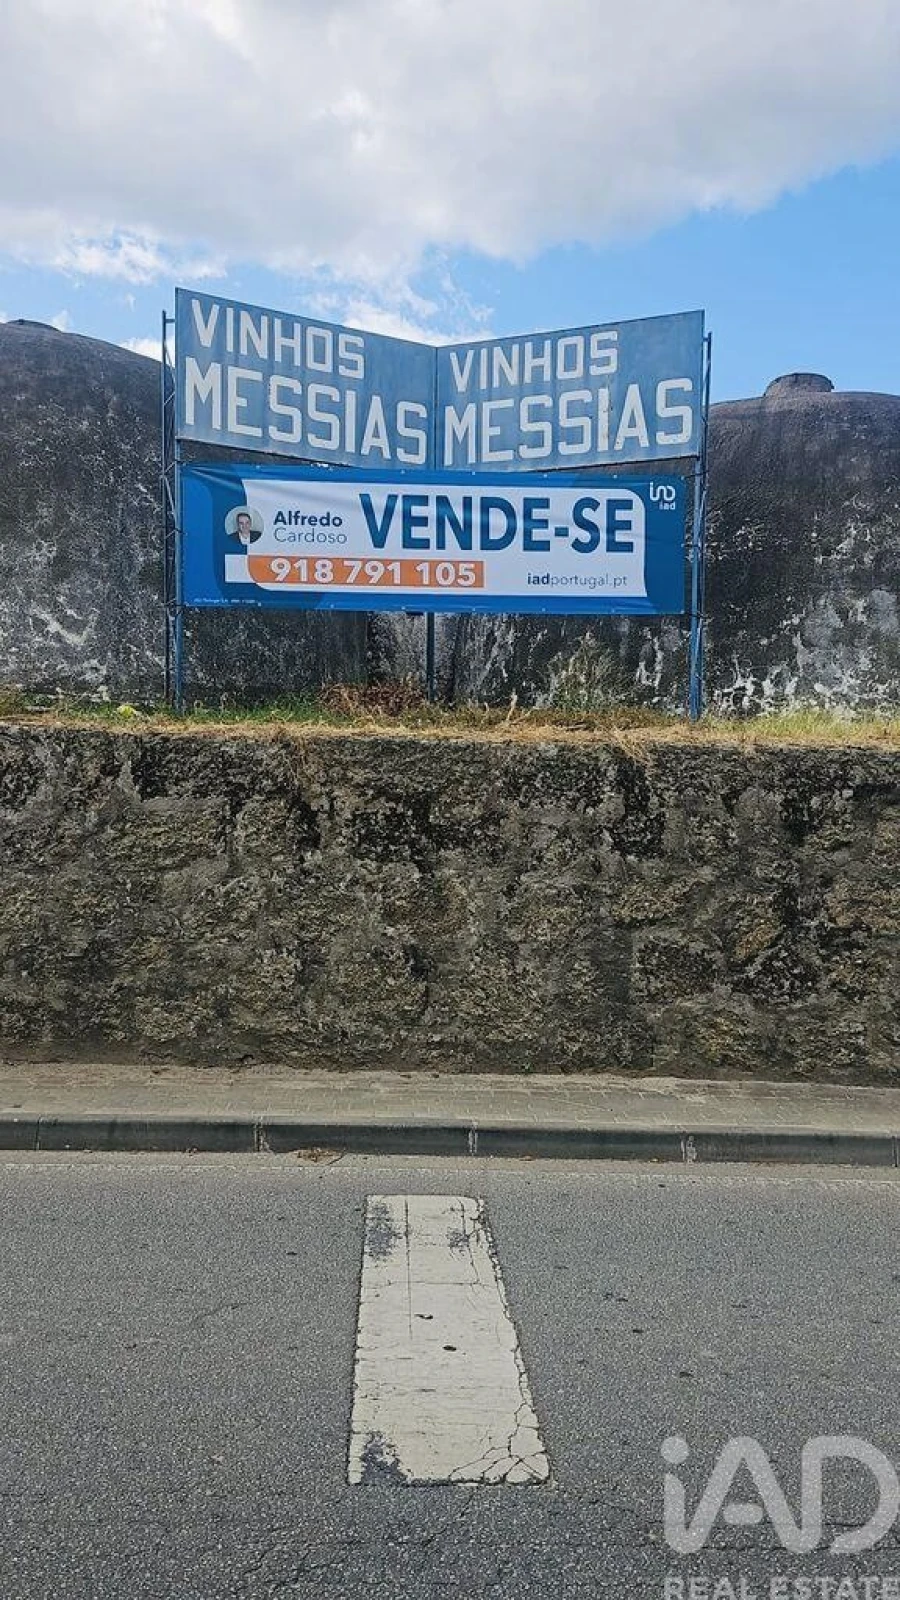 VINHOS
MESSIAS
VINHOS
MESSIAS
Alfredo
Cardoso
VENDE-SE
iad
918 791 105
iadportugal.pt
iAD
REAL ESTATE